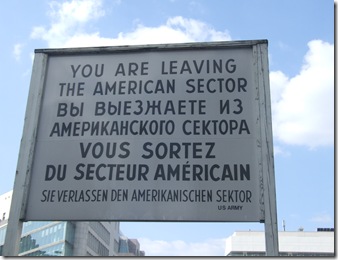 YOU ARE LEAVING
THE AMERICAN SECTOR
ВЫ ВЫЕЗЖАЕТЕ ИЗ
АМЕРИКАНСКОГО СЕКТОРА
VOUS SORTEZ
DU SECTEUR AMÉRICAIN
SIE VERLASSEN DEN AMERIKANISCHEN SEKTOR
US ARMY